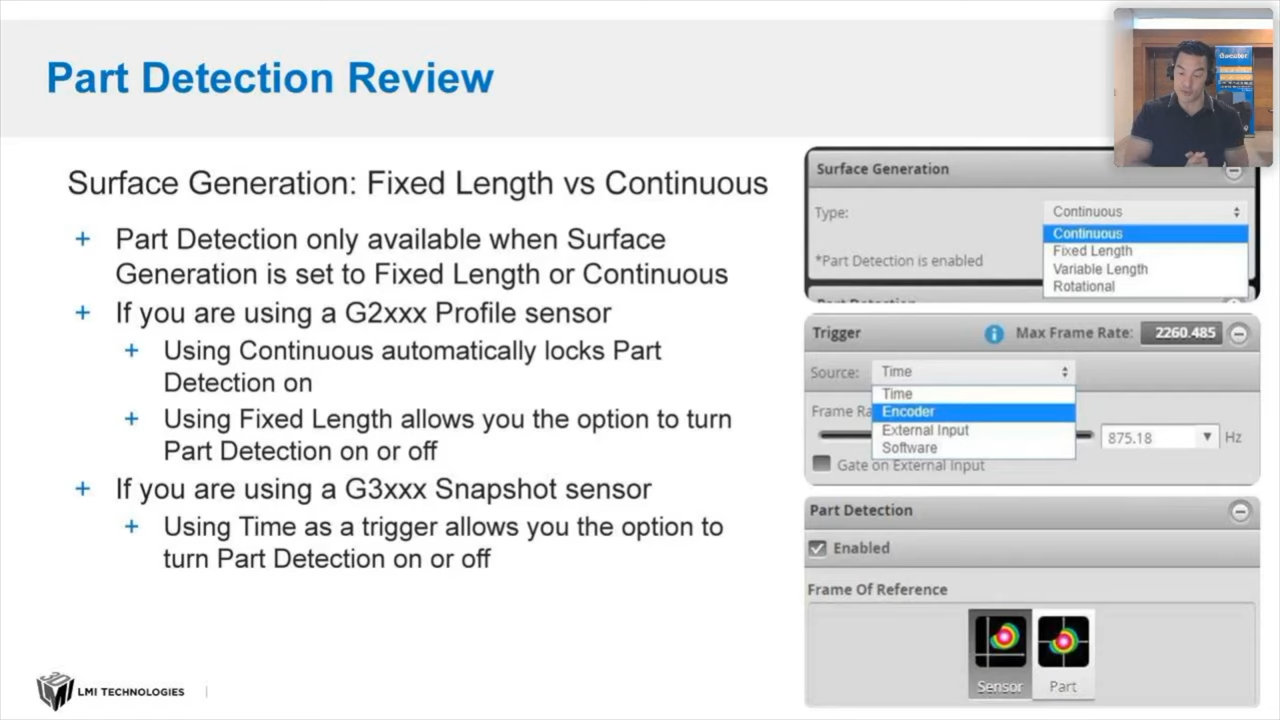 Part Detection Review
Surface Generation: Fixed Length vs Continuous
+ Part Detection only available when Surface
Generation is set to Fixed Length or Continuous
+ If you are using a G2xxx Profile sensor
+ Using Continuous automatically locks Part
Detection on
+ Using Fixed Length allows you the option to turn
Part Detection on or off
+ If you are using a G3xxx Snapshot sensor
+ Using Time as a trigger allows you the option to
turn Part Detection on or off
Surface Generation
Type: Continuous
Continuous
Fixed Length
*Part Detection is enabled
Variable Length
Rotational
Part Detection
Trigger Max Frame Rate: 2260.485
Source: Time
Time
Encoder
Frame Ra
External Input
875.18 Hz
Software
Gate on External Input
Part Detection
Enabled
Frame Of Reference
Sensor Part
LMI TECHNOLOGIES
Gocator